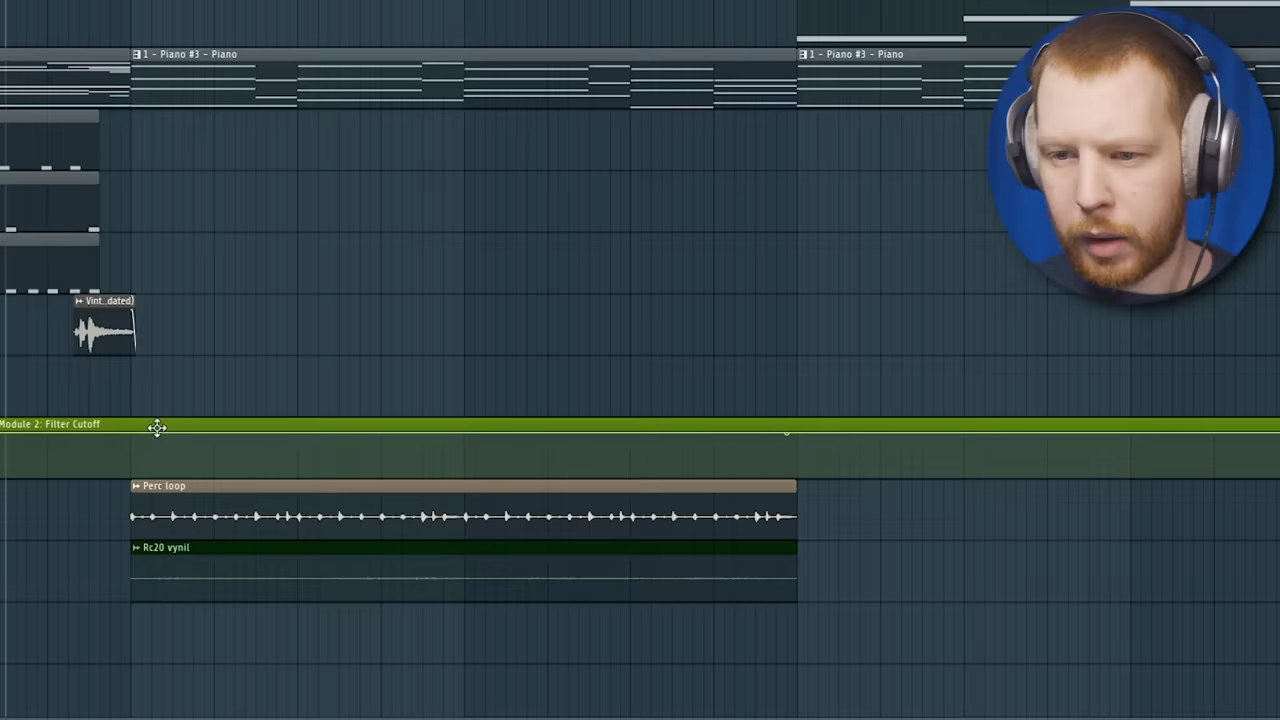 1 - Piano #3 - Piano
1 - Piano #3 - Piano
Vint..dated)
Module 2: Filter Cutoff
Perc loop
Rc20 vynil